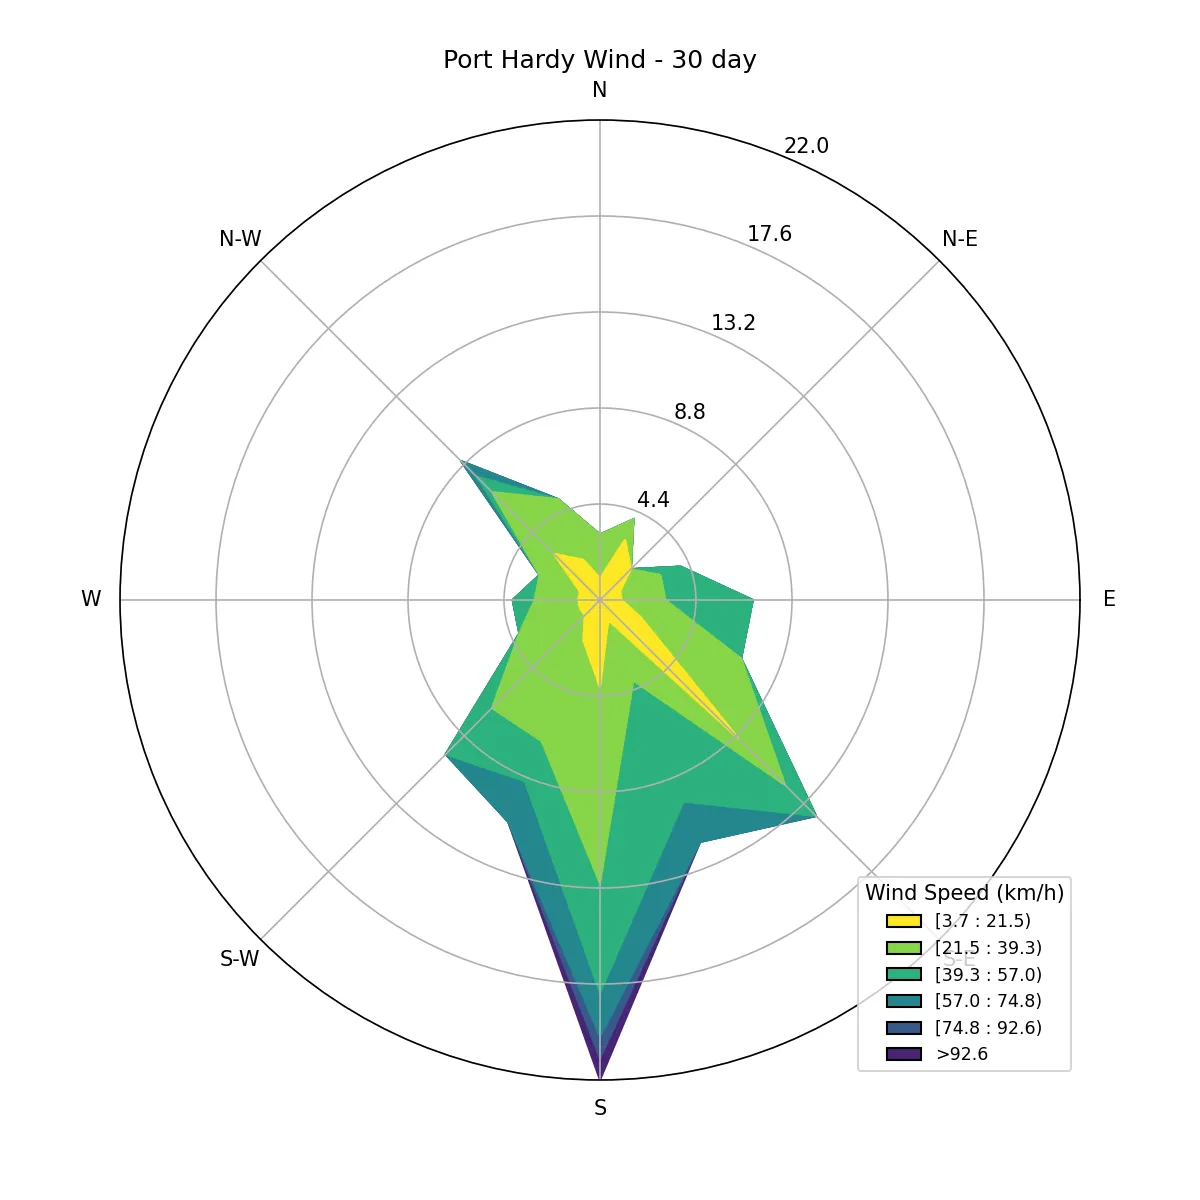 Port Hardy Wind - 30 day
N
22.0
N-W
17.6
N-E
13.2
8.8
4.4
W
E
Wind Speed (km/h)
[3.7 : 21.5)
[21.5 : 39.3)
S-W
S-E
[39.3 : 57.0)
[57.0 : 74.8)
[74.8 : 92.6)
>92.6
S